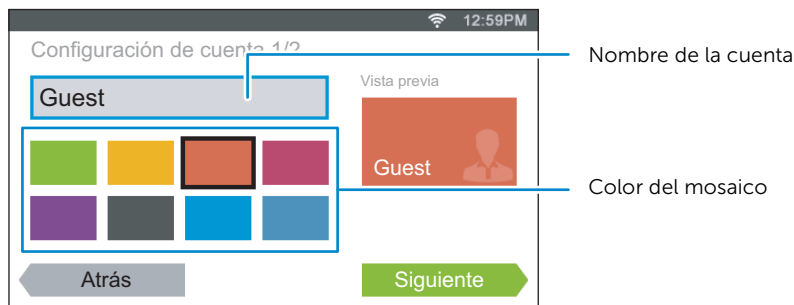 12:59PM
Configuración de cuenta 1/2
Nombre de la cuenta
Guest
Vista previa
Guest
Color del mosaico
Atrás
Siguiente